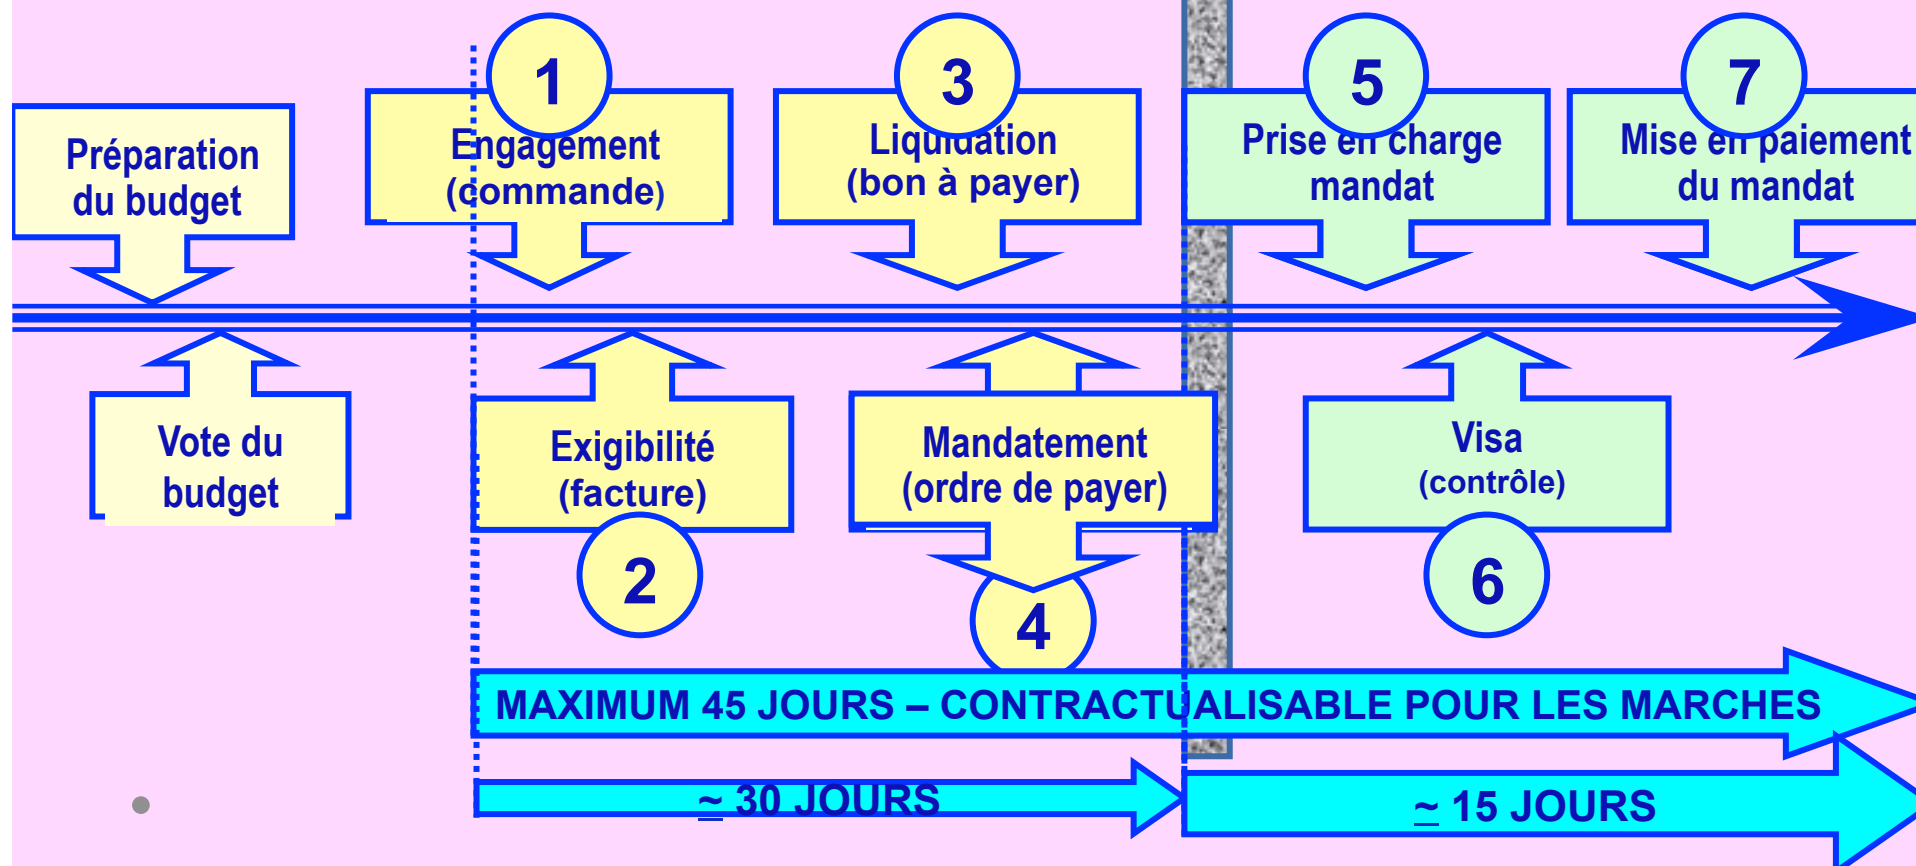 1
3
5
7
Préparation
du budget
Engagement
(commande)
Liquidation
(bon à payer)
Prise en charge
mandat
Mise en paiement
du mandat
Vote du
budget
Exigibilité
(facture)
Mandatement
(ordre de payer)
Visa
(contrôle)
2
4
6
MAXIMUM 45 JOURS – CONTRACTUALISABLE POUR LES MARCHES
~ 30 JOURS
~ 15 JOURS